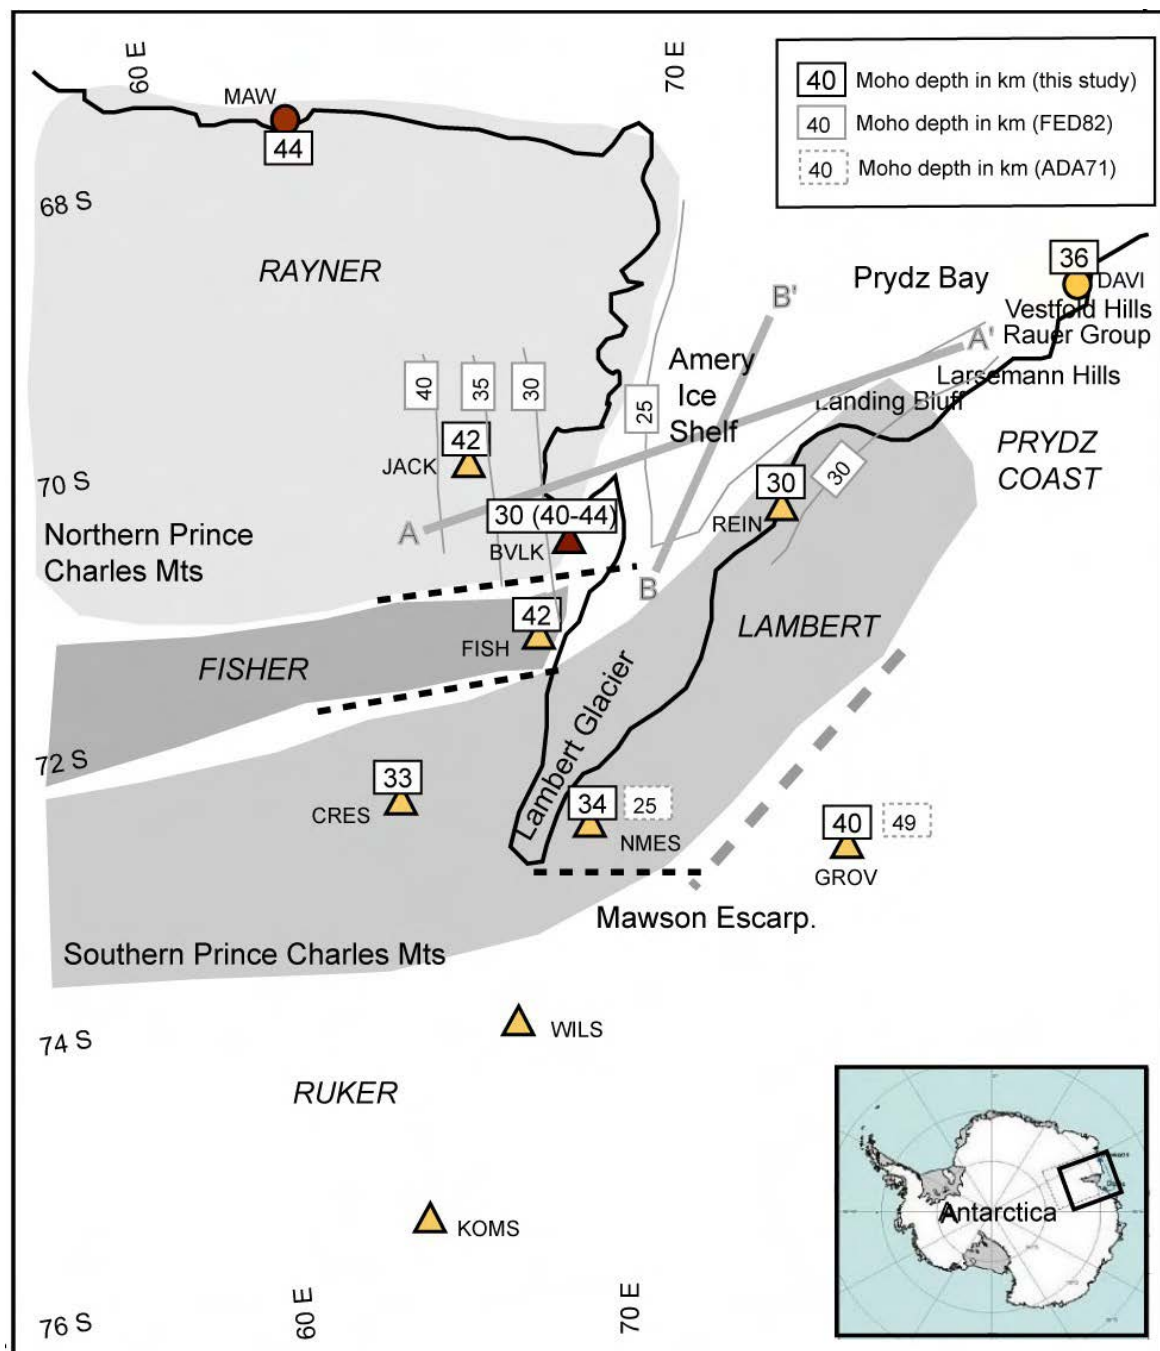 60 E
70 E
MAW
44
40 Moho depth in km (this study)
40 Moho depth in km (FED82)
40 Moho depth in km (ADA71)
68 S
RAYNER
36
DAVI
Prydz Bay
B'
Vestfold Hills
Rauer Group
A'
Larsemann Hills
Landing Bluff
Amery
Ice
Shelf
40
35
30
25
42
JACK
PRYDZ
COAST
70 S
30
30
REIN
30 (40-44)
BVLK
A
Northern Prince
Charles Mts
B
42
FISH
LAMBERT
FISHER
Lambert Glacier
72 S
33
CRES
34
25
NMES
40
49
GROV
Mawson Escarp.
Southern Prince Charles Mts
WILS
74 S
RUKER
KOMS
Antarctica
60 E
70 E
76 S